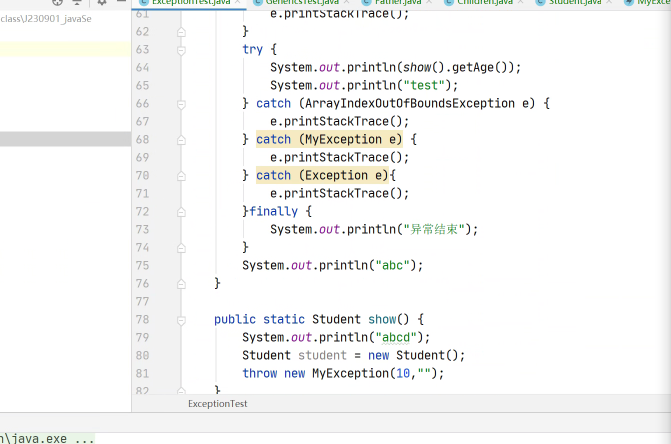 ExceptionTest.java GenericsTest.java Father.java Children.java Student.java MyExce
class\J230901_javaSe
61 e.printStackTrace();
62 }
63 try {
64 System.out.println(show().getAge());
65 System.out.println("test");
66 } catch (ArrayIndexOutOfBoundsException e) {
67 e.printStackTrace();
68 } catch (MyException e) {
69 e.printStackTrace();
70 } catch (Exception e){
71 e.printStackTrace();
72 }finally {
73 System.out.println("异常结束");
74 }
75 System.out.println("abc");
76 }
77
78 public static Student show() {
79 System.out.println("abcd");
80 Student student = new Student();
81 throw new MyException(10,"");
82 }
ExceptionTest
n\java.exe ...